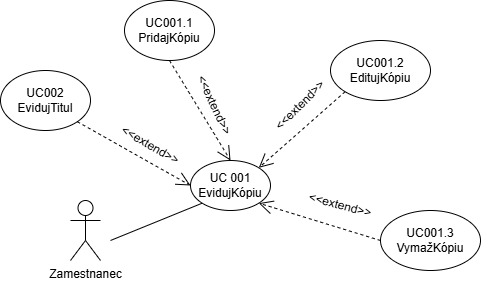 UC001.1
PridajKópiu
UC001.2
EditujKópiu
UC002
EvidujTitul
<<extend>>
<<extend>>
<<extend>>
UC 001
EvidujKópiu
<<extend>>
UC001.3
VymažKópiu
Zamestnanec